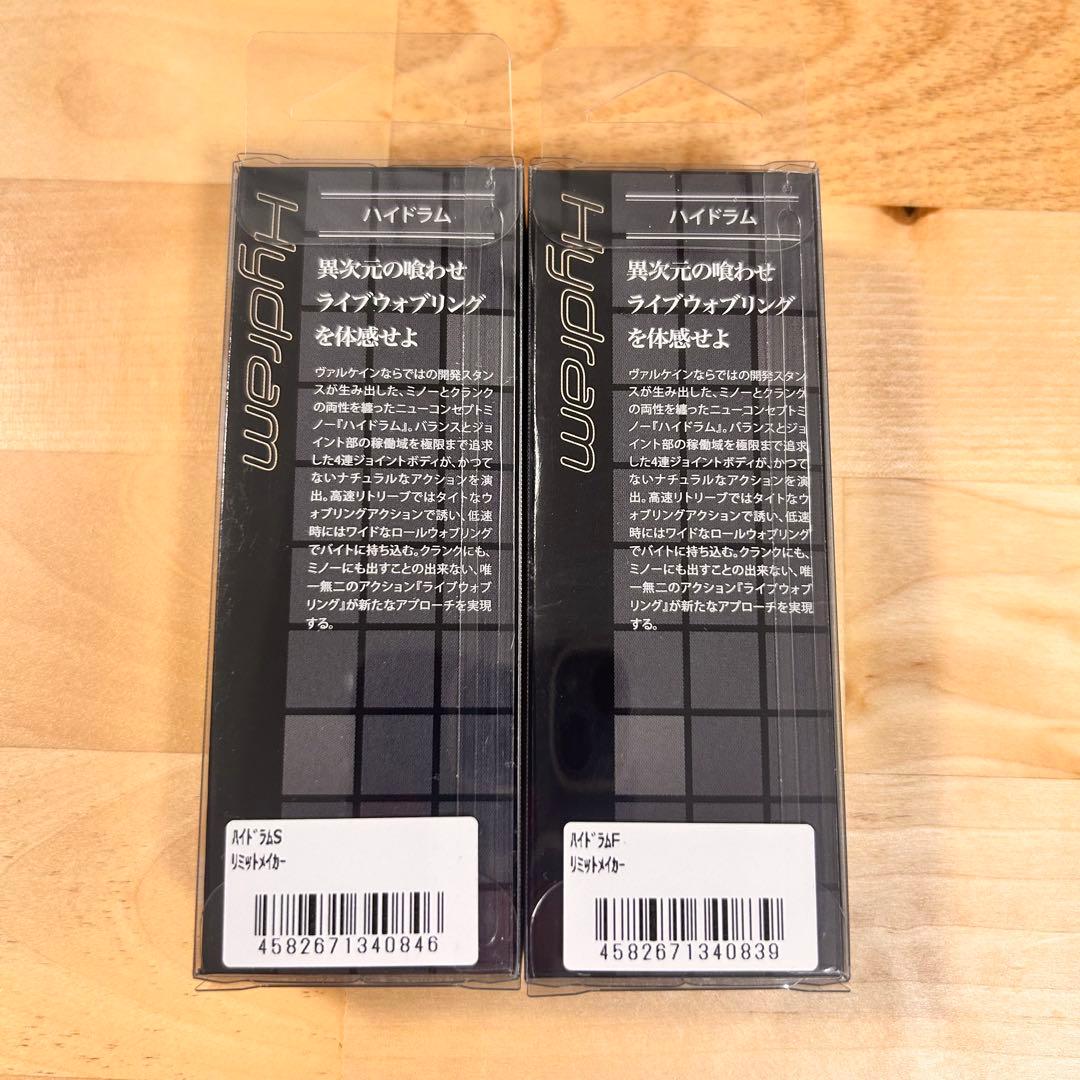 Hydram
ハイドラム
異次元の喰わせ
ライブウォブリング
を体感せよ
ヴァルケインならではの開発スタン
スが生み出した、ミノーとクランク
の両性を纏ったニューコンセプトミ
ノー『ハイドラム』。バランスとジョ
イント部の稼働域を極限まで追求
した4連ジョイントボディが、かつて
ないナチュラルなアクションを演
出。高速リトリーブではタイトなウ
ォブリングアクションで誘い、低速
時にはワイドなロールウォブリング
でバイトに持ち込む。クランクにも、
ミノーにも出すことの出来ない、唯
一無二のアクション『ライブウォブ
リング』が新たなアプローチを実現
する。
ﾊｲﾄﾞﾗﾑS
ﾘﾐｯﾄﾒｲｶｰ
4582671340846
Hydram
ハイドラム
異次元の喰わせ
ライブウォブリング
を体感せよ
ヴァルケインならではの開発スタン
スが生み出した、ミノーとクランク
の両性を纏ったニューコンセプトミ
ノー『ハイドラム』。バランスとジョ
イント部の稼働域を極限まで追求
した4連ジョイントボディが、かつて
ないナチュラルなアクションを演
出。高速リトリーブではタイトなウ
ォブリングアクションで誘い、低速
時にはワイドなロールウォブリング
でバイトに持ち込む。クランクにも、
ミノーにも出すことの出来ない、唯
一無二のアクション『ライブウォブ
リング』が新たなアプローチを実現
する。
ﾊｲﾄﾞﾗﾑF
ﾘﾐｯﾄﾒｲｶｰ
4582671340839